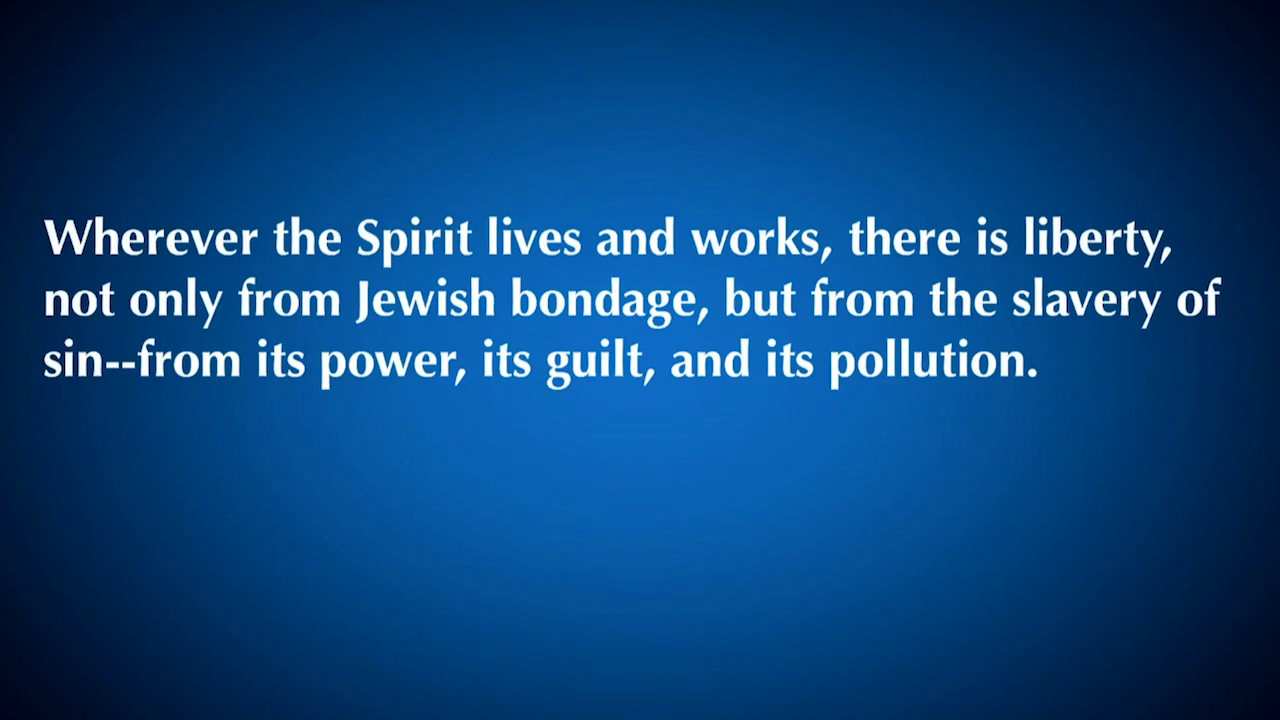 Wherever the Spirit lives and works, there is liberty,
not only from Jewish bondage, but from the slavery of
sin--from its power, its guilt, and its pollution.